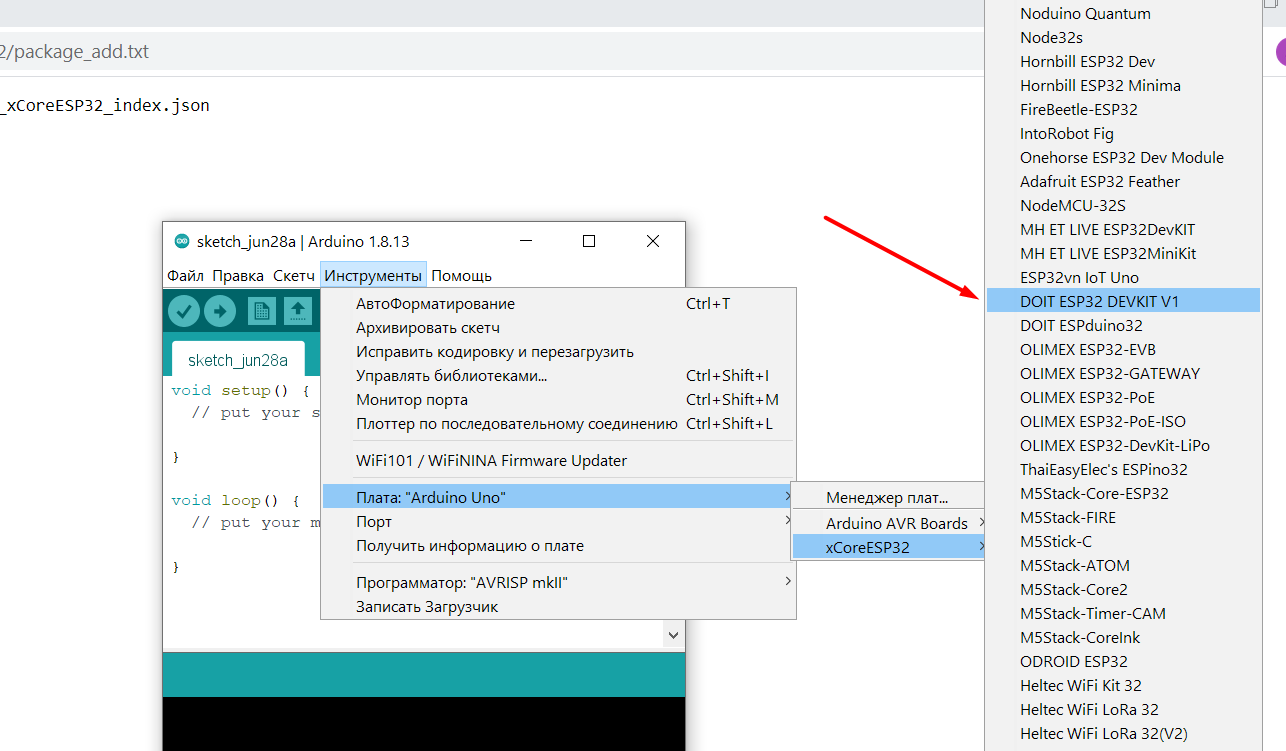 2/package_add.txt
_xCoreESP32_index.json
sketch_jun28a | Arduino 1.8.13
Файл Правка Скетч Инструменты Помощь
sketch_jun28a
void setup() {
// put your s
}
void loop() {
// put your m
}
АвтоФорматирование Ctrl+T
Архивировать скетч
Исправить кодировку и перезагрузить
Управлять библиотеками... Ctrl+Shift+I
Монитор порта Ctrl+Shift+M
Плоттер по последовательному соединению Ctrl+Shift+L
WiFi101 / WiFiNINA Firmware Updater
Плата: "Arduino Uno"
Порт
Получить информацию о плате
Программатор: "AVRISP mkII"
Записать Загрузчик
Менеджер плат...
Arduino AVR Boards
xCoreESP32
Noduino Quantum
Node32s
Hornbill ESP32 Dev
Hornbill ESP32 Minima
FireBeetle-ESP32
IntoRobot Fig
Onehorse ESP32 Dev Module
Adafruit ESP32 Feather
NodeMCU-32S
MH ET LIVE ESP32DevKIT
MH ET LIVE ESP32MiniKit
ESP32vn IoT Uno
DOIT ESP32 DEVKIT V1
DOIT ESPduino32
OLIMEX ESP32-EVB
OLIMEX ESP32-GATEWAY
OLIMEX ESP32-PoE
OLIMEX ESP32-PoE-ISO
OLIMEX ESP32-DevKit-LiPo
ThaiEasyElec's ESPino32
M5Stack-Core-ESP32
M5Stack-FIRE
M5Stick-C
M5Stack-ATOM
M5Stack-Core2
M5Stack-Timer-CAM
M5Stack-CoreInk
ODROID ESP32
Heltec WiFi Kit 32
Heltec WiFi LoRa 32
Heltec WiFi LoRa 32(V2)